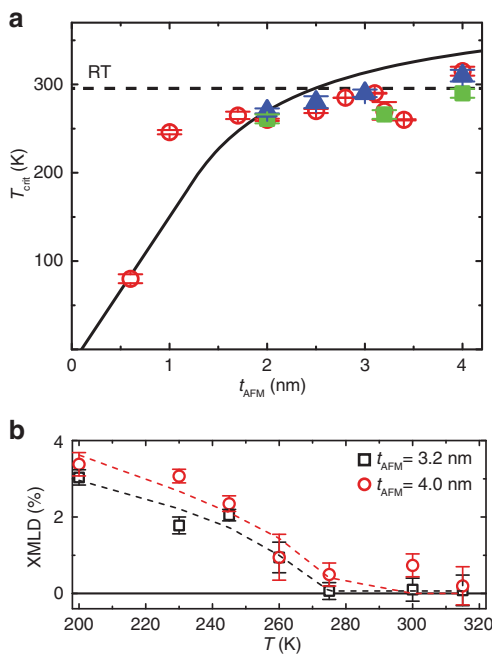 a
RT
300
200
100
0
T_crit (K)
0 1 2 3 4
t_AFM (nm)
b
4
2
0
XMLD (%)
t_AFM = 3.2 nm
t_AFM = 4.0 nm
200 220 240 260 280 300 320
T (K)